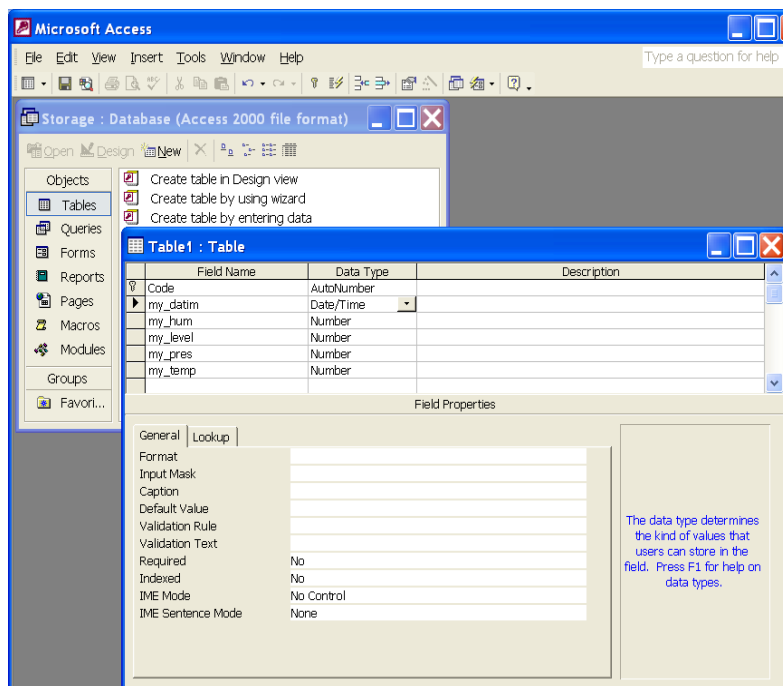 Microsoft Access
File Edit View Insert Tools Window Help
Type a question for help
Storage : Database (Access 2000 file format)
Open Design New
Objects
Tables
Queries
Forms
Reports
Pages
Macros
Modules
Groups
Favori...
Create table in Design view
Create table by using wizard
Create table by entering data
Table1 : Table
Field Name Data Type Description
Code AutoNumber
my_datim Date/Time
my_hum Number
my_level Number
my_pres Number
my_temp Number
Field Properties
General Lookup
Format
Input Mask
Caption
Default Value
Validation Rule
Validation Text
Required No
Indexed No
IME Mode No Control
IME Sentence Mode None
The data type determines
the kind of values that
users can store in the
field. Press F1 for help on
data types.